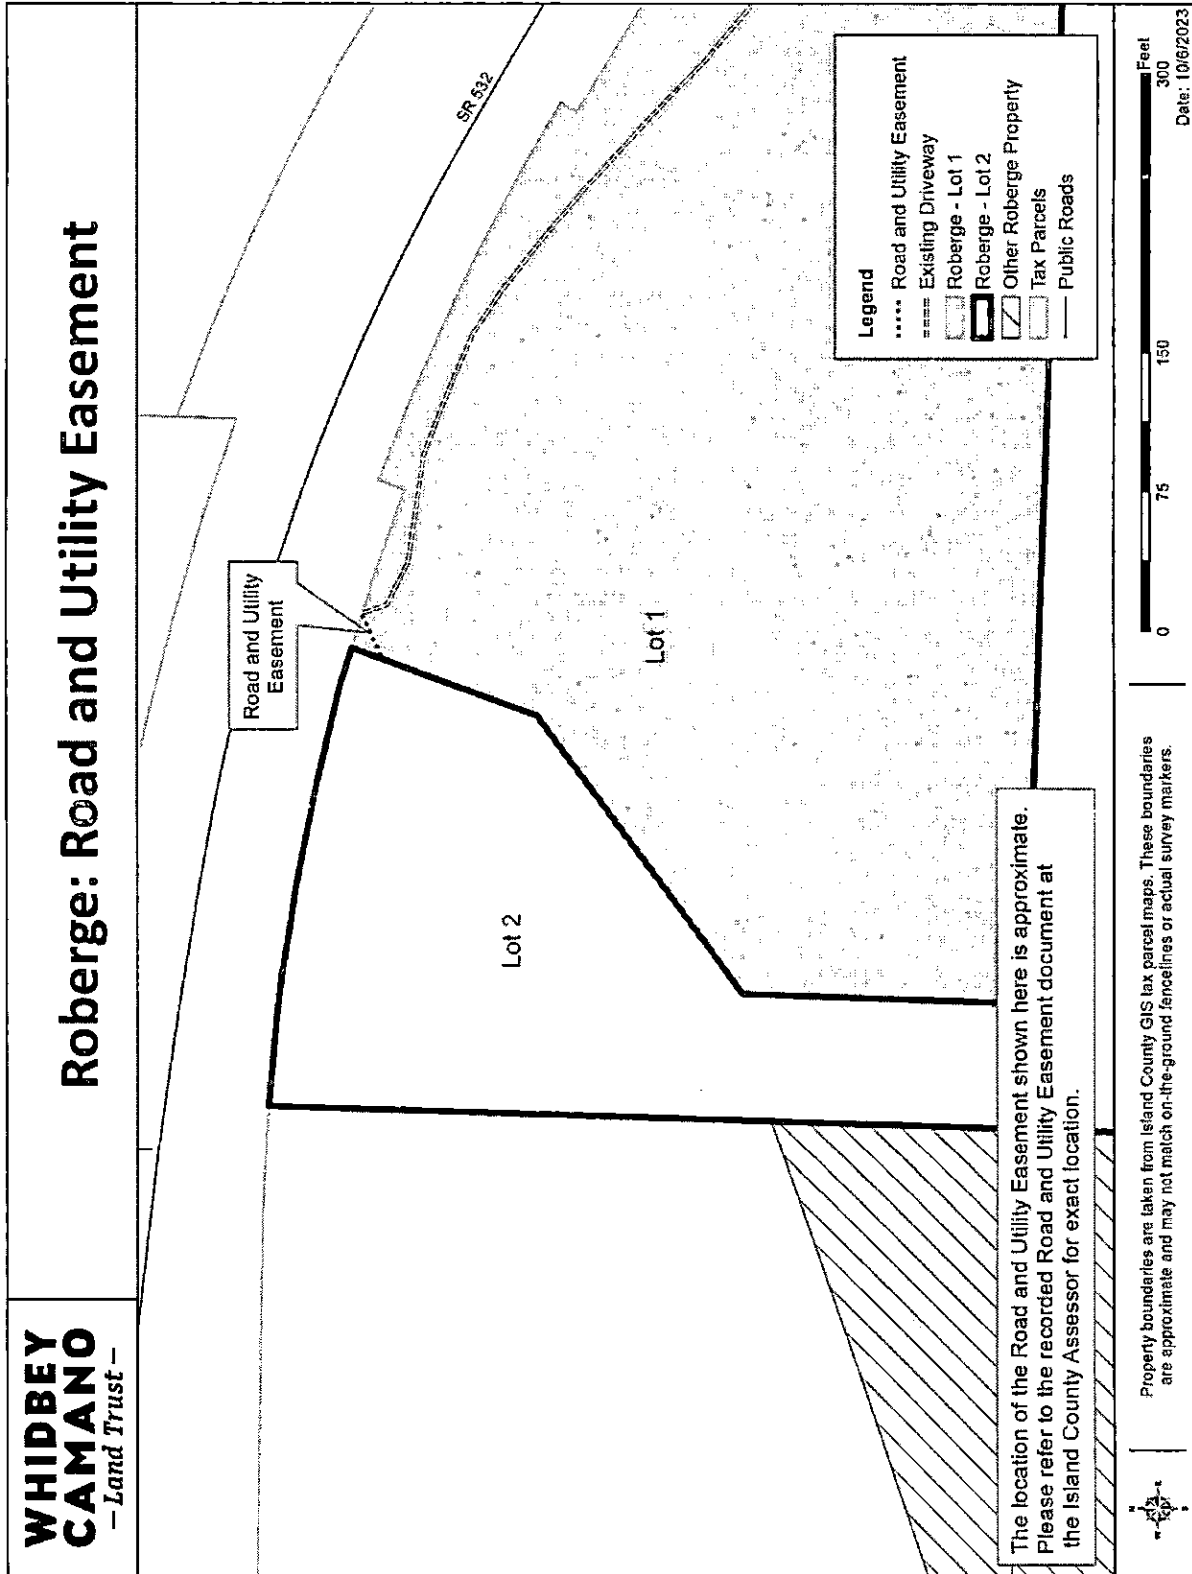 WHIDBEY
CAMANO
– Land Trust –
Roberge: Road and Utility Easement
SR 532
Road and Utility
Easement
Lot 2
Lot 1
Legend
Road and Utility Easement
Existing Driveway
Roberge - Lot 1
Roberge - Lot 2
Other Roberge Property
Tax Parcels
Public Roads
The location of the Road and Utility Easement shown here is approximate.
Please refer to the recorded Road and Utility Easement document at
the Island County Assessor for exact location.
N
W
E
S
Property boundaries are taken from Island County GIS tax parcel maps. These boundaries
are approximate and may not match on-the-ground fencelines or actual survey markers.
0 75 150 300
Feet
Date: 10/6/2023